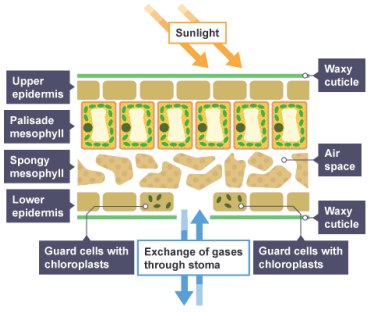 Sunlight
Waxy
cuticle
Upper
epidermis
Palisade
mesophyll
Spongy
mesophyll
Air
space
Lower
epidermis
Waxy
cuticle
Guard cells with
chloroplasts
Exchange of gases
through stoma
Guard cells with
chloroplasts